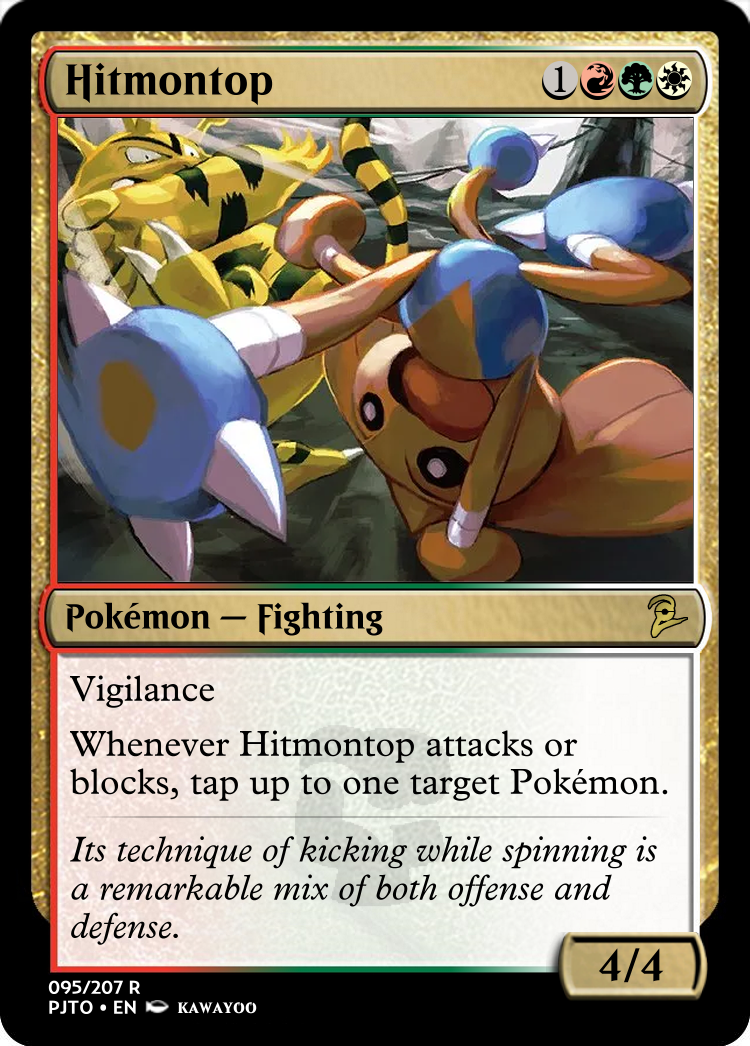 Hitmontop 1
Pokémon — Fighting
Vigilance
Whenever Hitmontop attacks or
blocks, tap up to one target Pokémon.
Its technique of kicking while spinning is
a remarkable mix of both offense and
defense.
4/4
095/207 R
PJTO • EN KAWAYOO